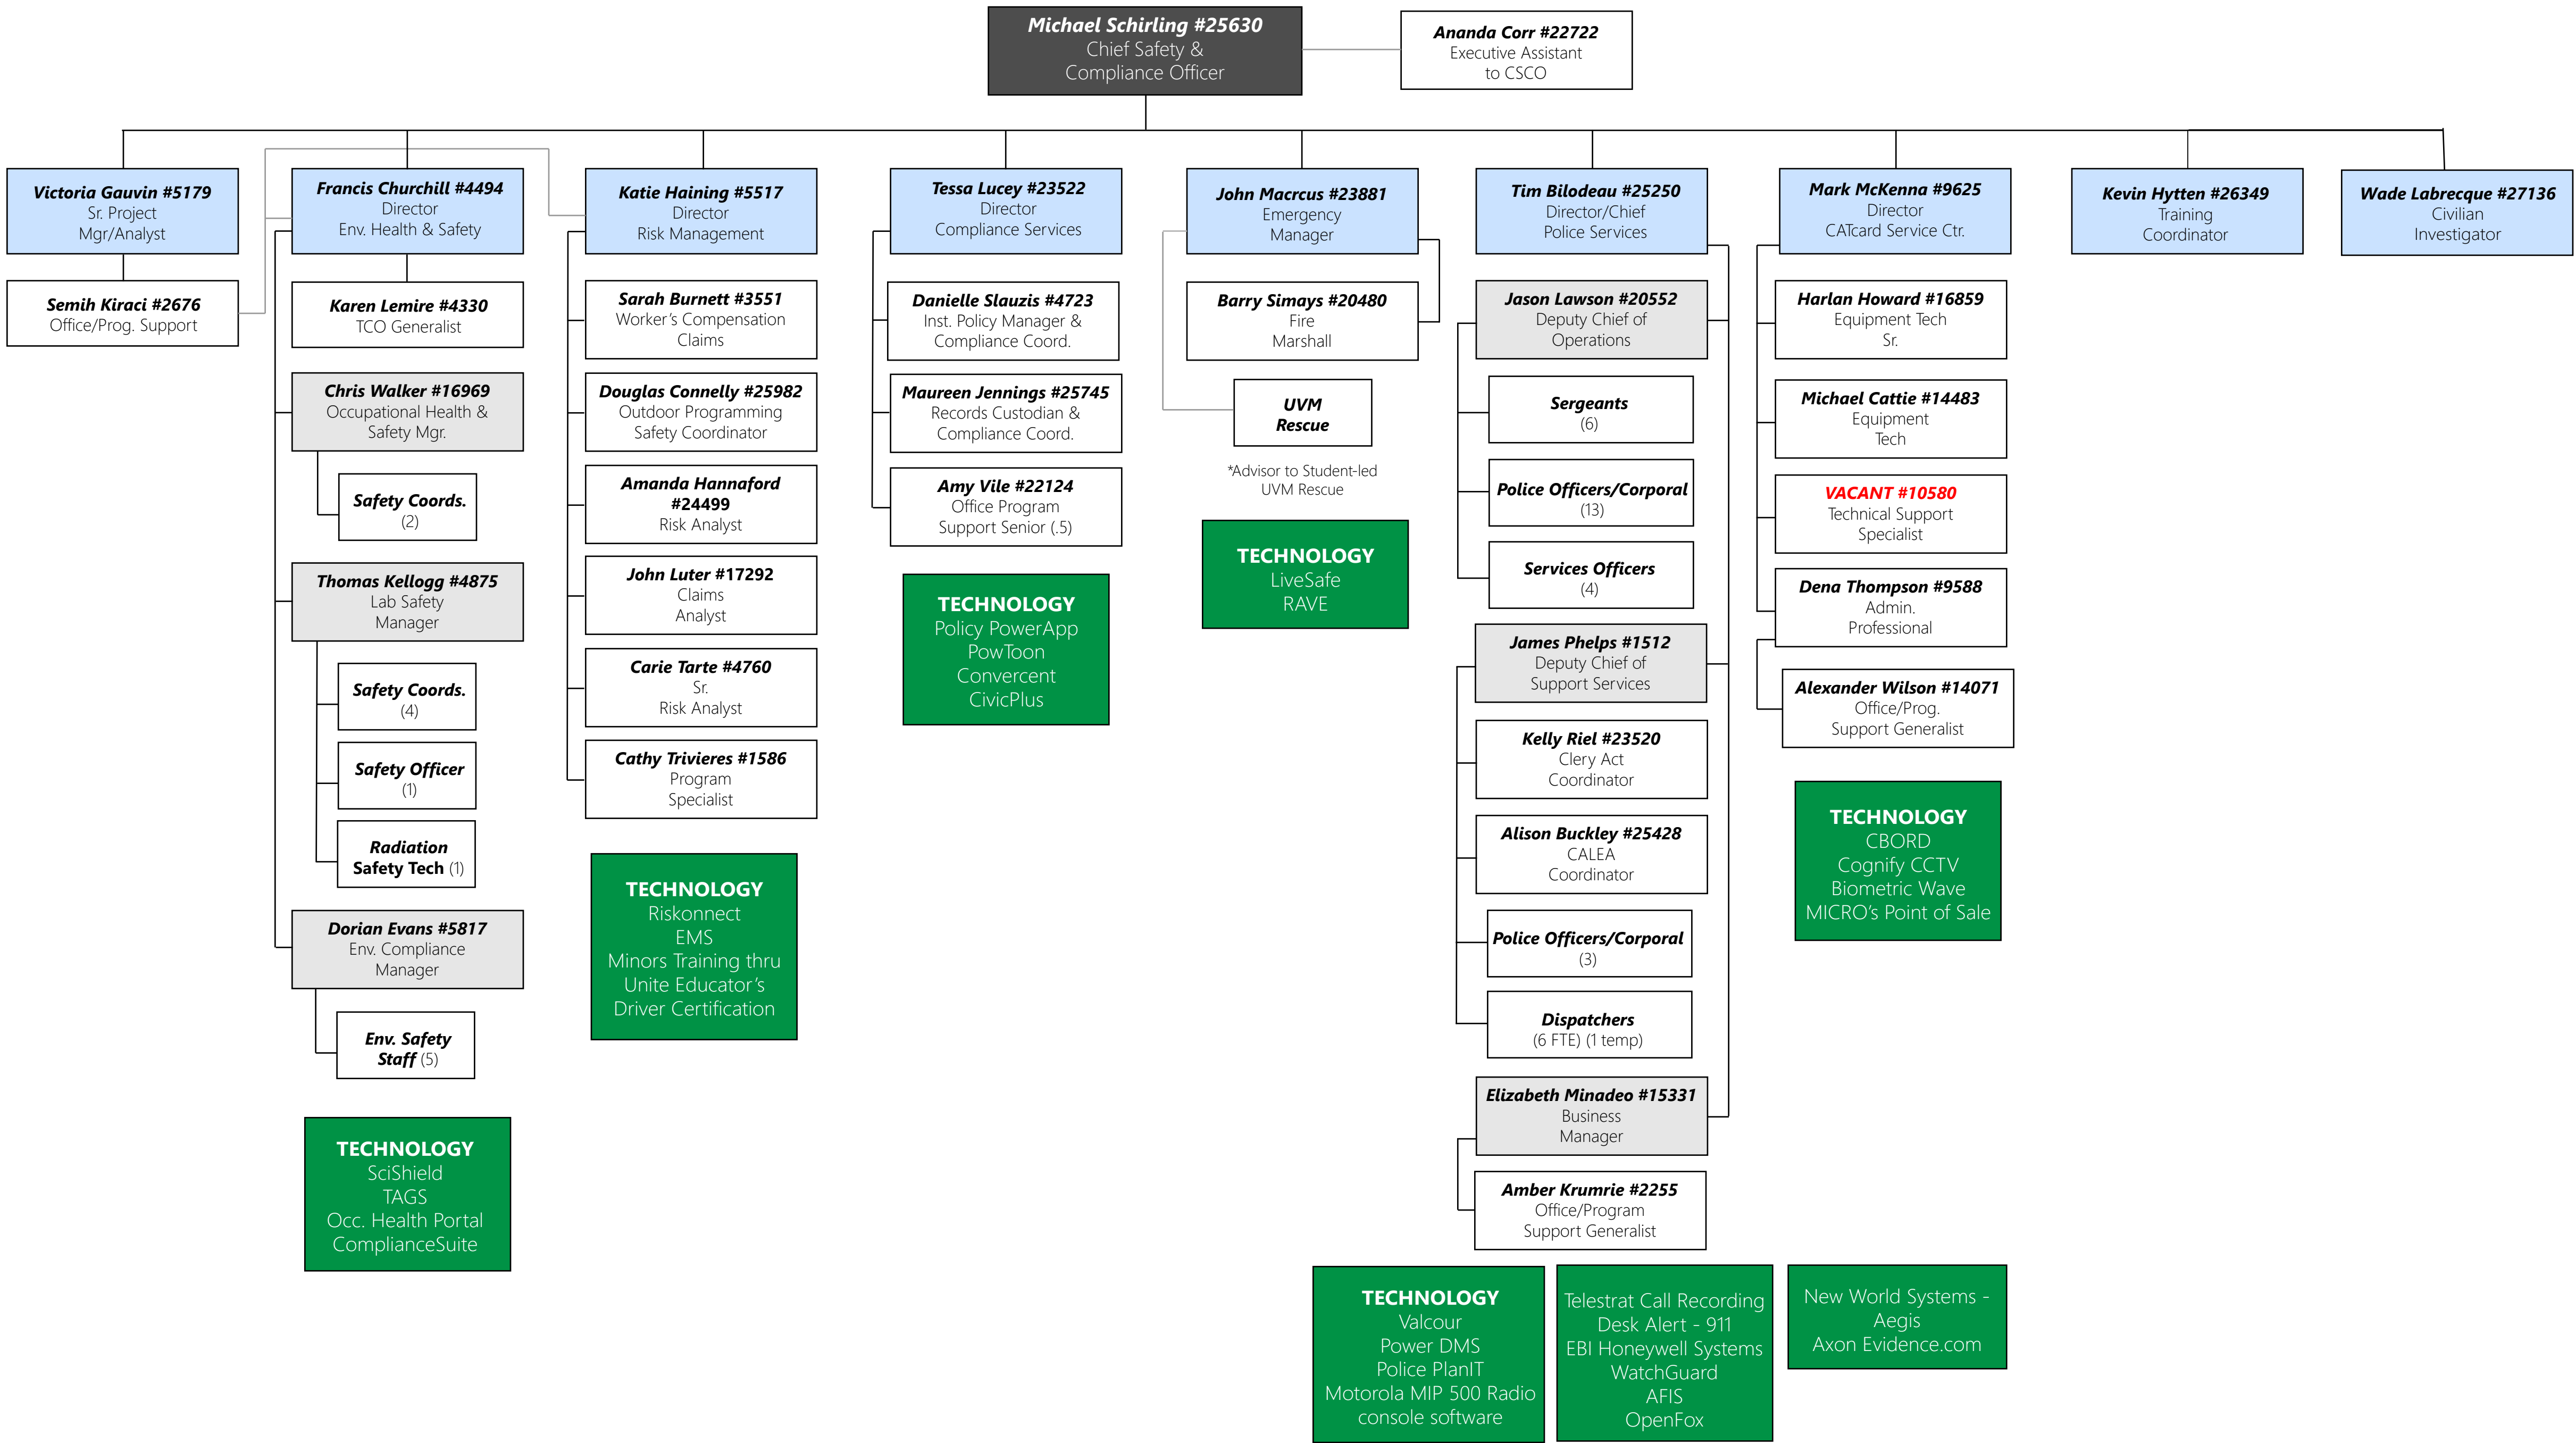 Michael Schirling #25630
Chief Safety &
Compliance Officer
Ananda Corr #22722
Executive Assistant
to CSCO
Victoria Gauvin #5179
Sr. Project
Mgr/Analyst
Semih Kiraci #2676
Office/Prog. Support
Francis Churchill #4494
Director
Env. Health & Safety
Karen Lemire #4330
TCO Generalist
Chris Walker #16969
Occupational Health &
Safety Mgr.
Safety Coords.
(2)
Thomas Kellogg #4875
Lab Safety
Manager
Safety Coords.
(4)
Safety Officer
(1)
Radiation
Safety Tech (1)
Dorian Evans #5817
Env. Compliance
Manager
Env. Safety
Staff (5)
TECHNOLOGY
SciShield
TAGS
Occ. Health Portal
ComplianceSuite
Katie Haining #5517
Director
Risk Management
Sarah Burnett #3551
Worker's Compensation
Claims
Douglas Connelly #25982
Outdoor Programming
Safety Coordinator
Amanda Hannaford
#24499
Risk Analyst
John Luter #17292
Claims
Analyst
Carie Tarte #4760
Sr.
Risk Analyst
Cathy Trivieres #1586
Program
Specialist
TECHNOLOGY
Riskonnect
EMS
Minors Training thru
Unite Educator's
Driver Certification
Tessa Lucey #23522
Director
Compliance Services
Danielle Slauzis #4723
Inst. Policy Manager &
Compliance Coord.
Maureen Jennings #25745
Records Custodian &
Compliance Coord.
Amy Vile #22124
Office Program
Support Senior (.5)
TECHNOLOGY
Policy PowerApp
PowToon
Convercent
CivicPlus
John Macrcus #23881
Emergency
Manager
Barry Simays #20480
Fire
Marshall
UVM
Rescue
*Advisor to Student-led
UVM Rescue
TECHNOLOGY
LiveSafe
RAVE
Tim Bilodeau #25250
Director/Chief
Police Services
Jason Lawson #20552
Deputy Chief of
Operations
Sergeants
(6)
Police Officers/Corporal
(13)
Services Officers
(4)
James Phelps #1512
Deputy Chief of
Support Services
Kelly Riel #23520
Clery Act
Coordinator
Alison Buckley #25428
CALEA
Coordinator
Police Officers/Corporal
(3)
Dispatchers
(6 FTE) (1 temp)
Elizabeth Minadeo #15331
Business
Manager
Amber Krumrie #2255
Office/Program
Support Generalist
TECHNOLOGY
Valcour
Power DMS
Police PlanIT
Motorola MIP 500 Radio
console software
Telestrat Call Recording
Desk Alert - 911
EBI Honeywell Systems
WatchGuard
AFIS
OpenFox
New World Systems -
Aegis
Axon Evidence.com
Mark McKenna #9625
Director
CATcard Service Ctr.
Harlan Howard #16859
Equipment Tech
Sr.
Michael Cattie #14483
Equipment
Tech
VACANT #10580
Technical Support
Specialist
Dena Thompson #9588
Admin.
Professional
Alexander Wilson #14071
Office/Prog.
Support Generalist
TECHNOLOGY
CBORD
Cognify CCTV
Biometric Wave
MICRO's Point of Sale
Kevin Hytten #26349
Training
Coordinator
Wade Labrecque #27136
Civilian
Investigator